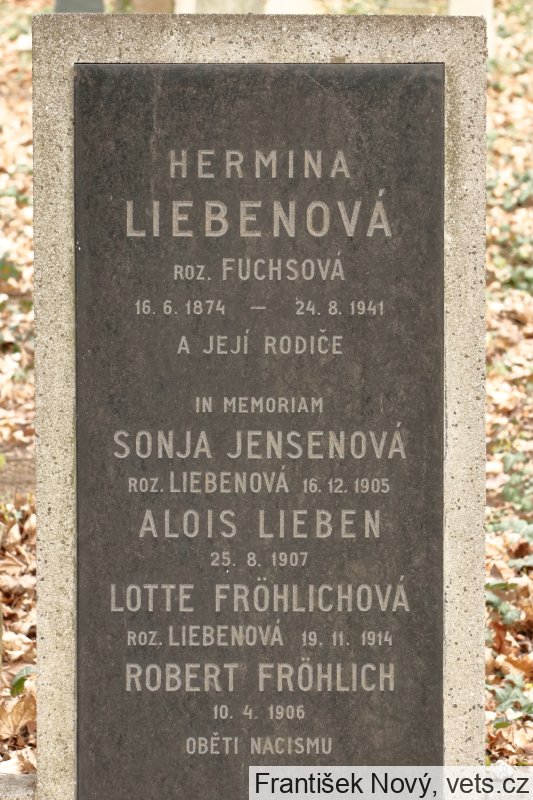 HERMINA
LIEBENOVÁ
ROZ. FUCHSOVÁ
16. 6. 1874 — 24. 8. 1941
A JEJÍ RODIČE
IN MEMORIAM
SONJA JENSENOVÁ
ROZ. LIEBENOVÁ 16. 12. 1905
ALOIS LIEBEN
25. 8. 1907
LOTTE FRÖHLICHOVÁ
ROZ. LIEBENOVÁ 19. 11. 1914
ROBERT FRÖHLICH
10. 4. 1906
OBĚTI NACISMU
František Nový, vets.cz